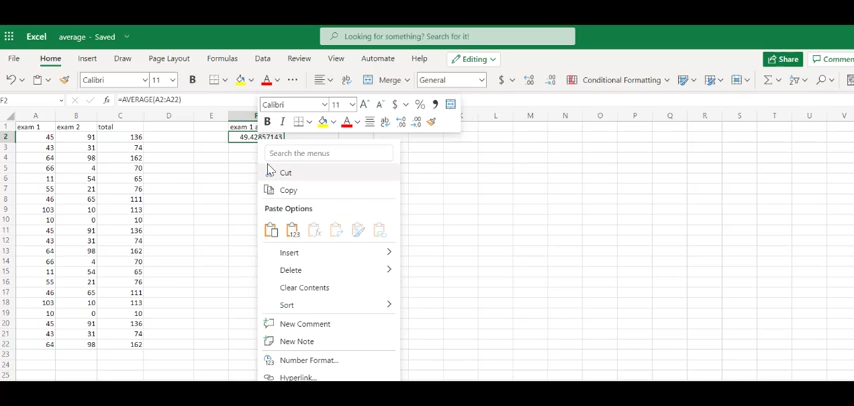 Excel average - Saved Looking for something? Search for it!
File Home Insert Draw Page Layout Formulas Data Review View Automate Help Editing Share Commen
Calibri 11 B A Merge General $ Conditional Formatting
F2 fx =AVERAGE(A2:A22)
Calibri 11 A A $ % 9
B I A
A B C D E F L M N O P Q R S T U V
1 exam 1 exam 2 total exam 1 a
2 45 91 136 49.42857143
3 43 31 74
4 64 98 162
5 66 4 70
6 11 54 65
7 55 21 76
8 46 65 111
9 103 10 113
10 10 0 10
11 45 91 136
12 43 31 74
13 64 98 162
14 66 4 70
15 11 54 65
16 55 21 76
17 46 65 111
18 103 10 113
19 10 0 10
20 45 91 136
21 43 31 74
22 64 98 162
23
24
25
Search the menus
Cut
Copy
Paste Options
123
Insert
Delete
Clear Contents
Sort
New Comment
New Note
Number Format...
Hyperlink...